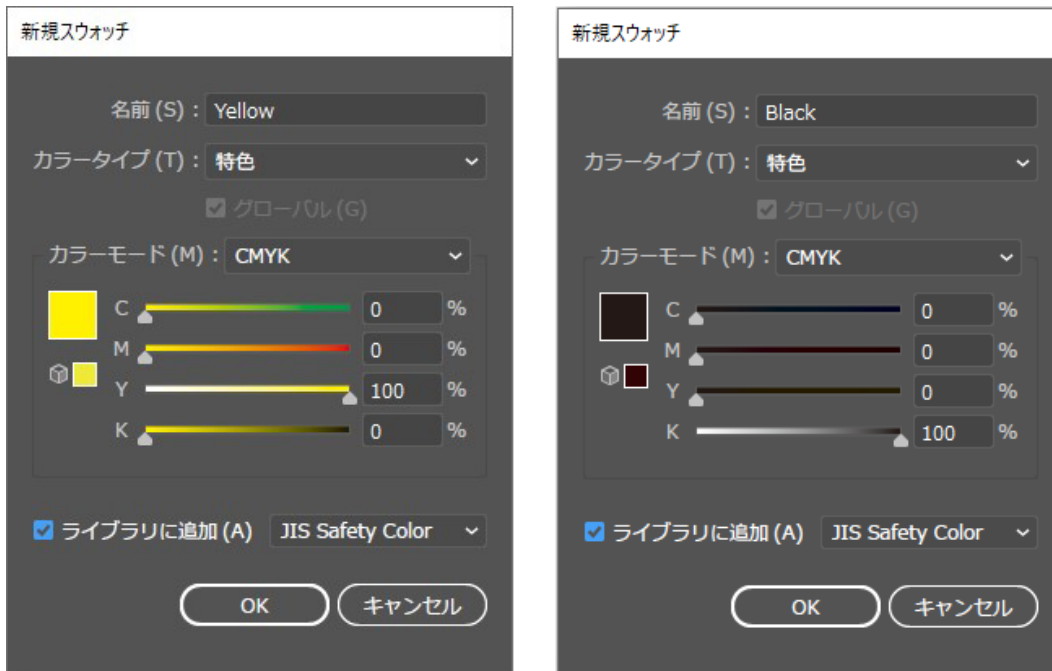 新規スウォッチ
名前 (S) : Yellow
カラータイプ (T) : 特色
グローバル (G)
カラーモード (M) : CMYK
C 0 %
M 0 %
Y 100 %
K 0 %
ライブラリに追加 (A) JIS Safety Color
OK キャンセル
新規スウォッチ
名前 (S) : Black
カラータイプ (T) : 特色
グローバル (G)
カラーモード (M) : CMYK
C 0 %
M 0 %
Y 0 %
K 100 %
ライブラリに追加 (A) JIS Safety Color
OK キャンセル